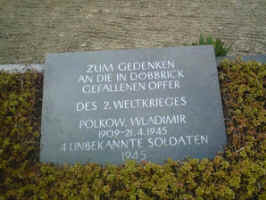 ZUM GEDENKEN
AN DIE IN DÖBBRICK
GEFALLENEN OPFER
DES 2. WELTKRIEGES
POLKOW, WLADIMIR
1909-21.4.1945
4 UNBEKANNTE SOLDATEN
1945